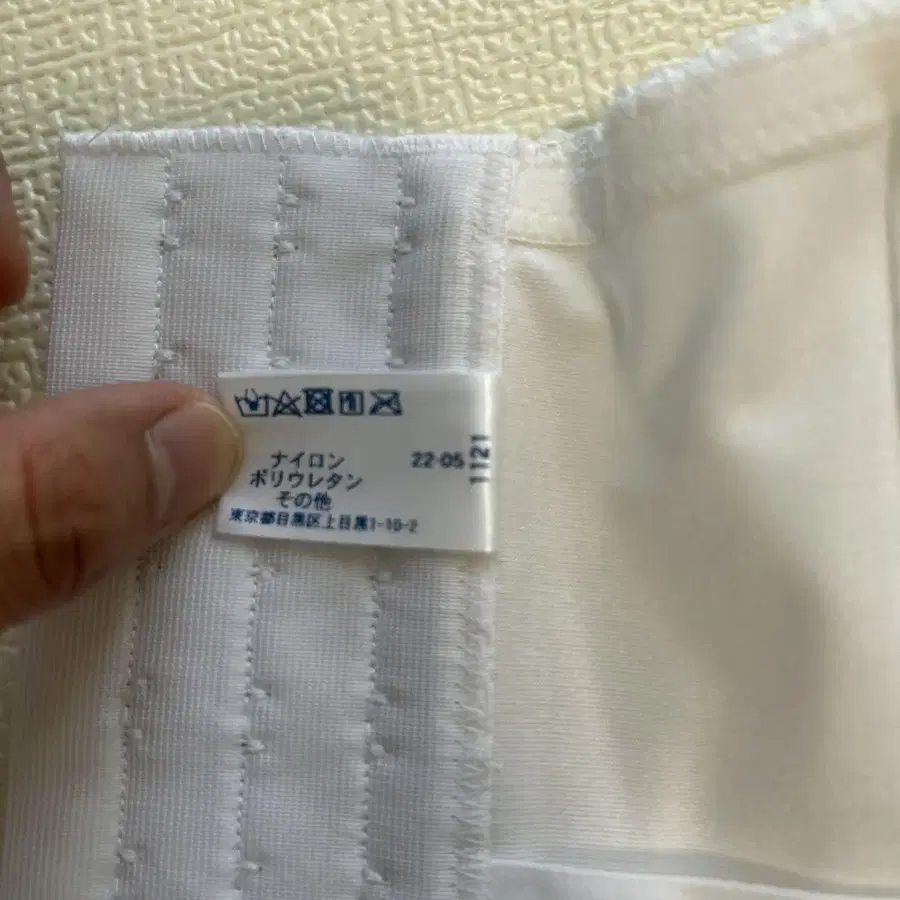 ナイロン 22-05
ポリウレタン
その他
東京都目黒区上目黒1-10-2
1121